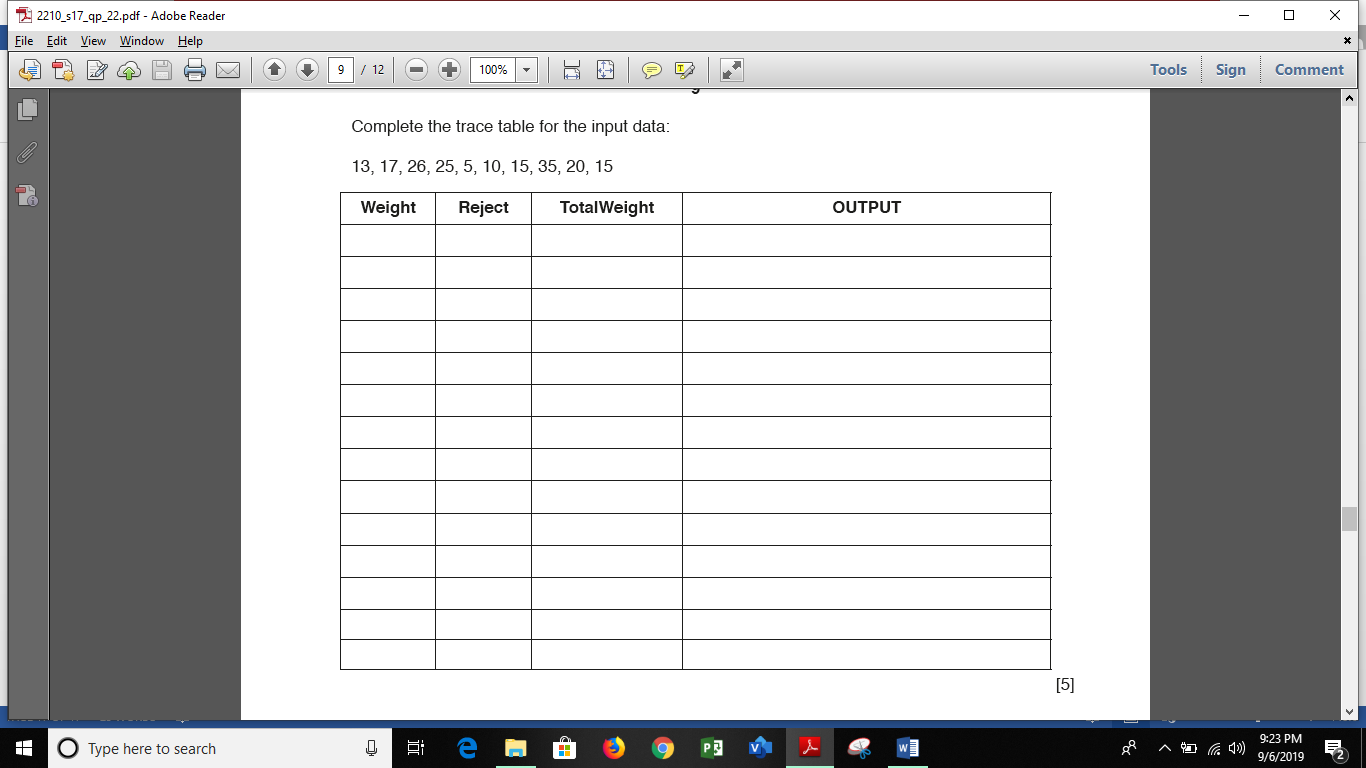 2210_s17_qp_22.pdf - Adobe Reader
File Edit View Window Help
9 / 12 100% Tools Sign Comment
Complete the trace table for the input data:
13, 17, 26, 25, 5, 10, 15, 35, 20, 15
Weight Reject TotalWeight OUTPUT
[5]
Type here to search
9:23 PM
9/6/2019
2